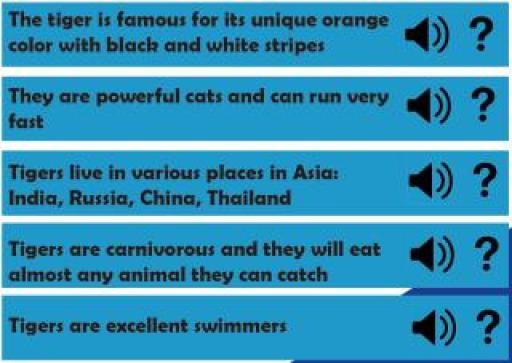 The tiger is famous for its unique orange
color with black and white stripes
?
They are powerful cats and can run very
fast
?
Tigers live in various places in Asia:
India, Russia, China, Thailand
?
Tigers are carnivorous and they will eat
almost any animal they can catch
?
Tigers are excellent swimmers
?